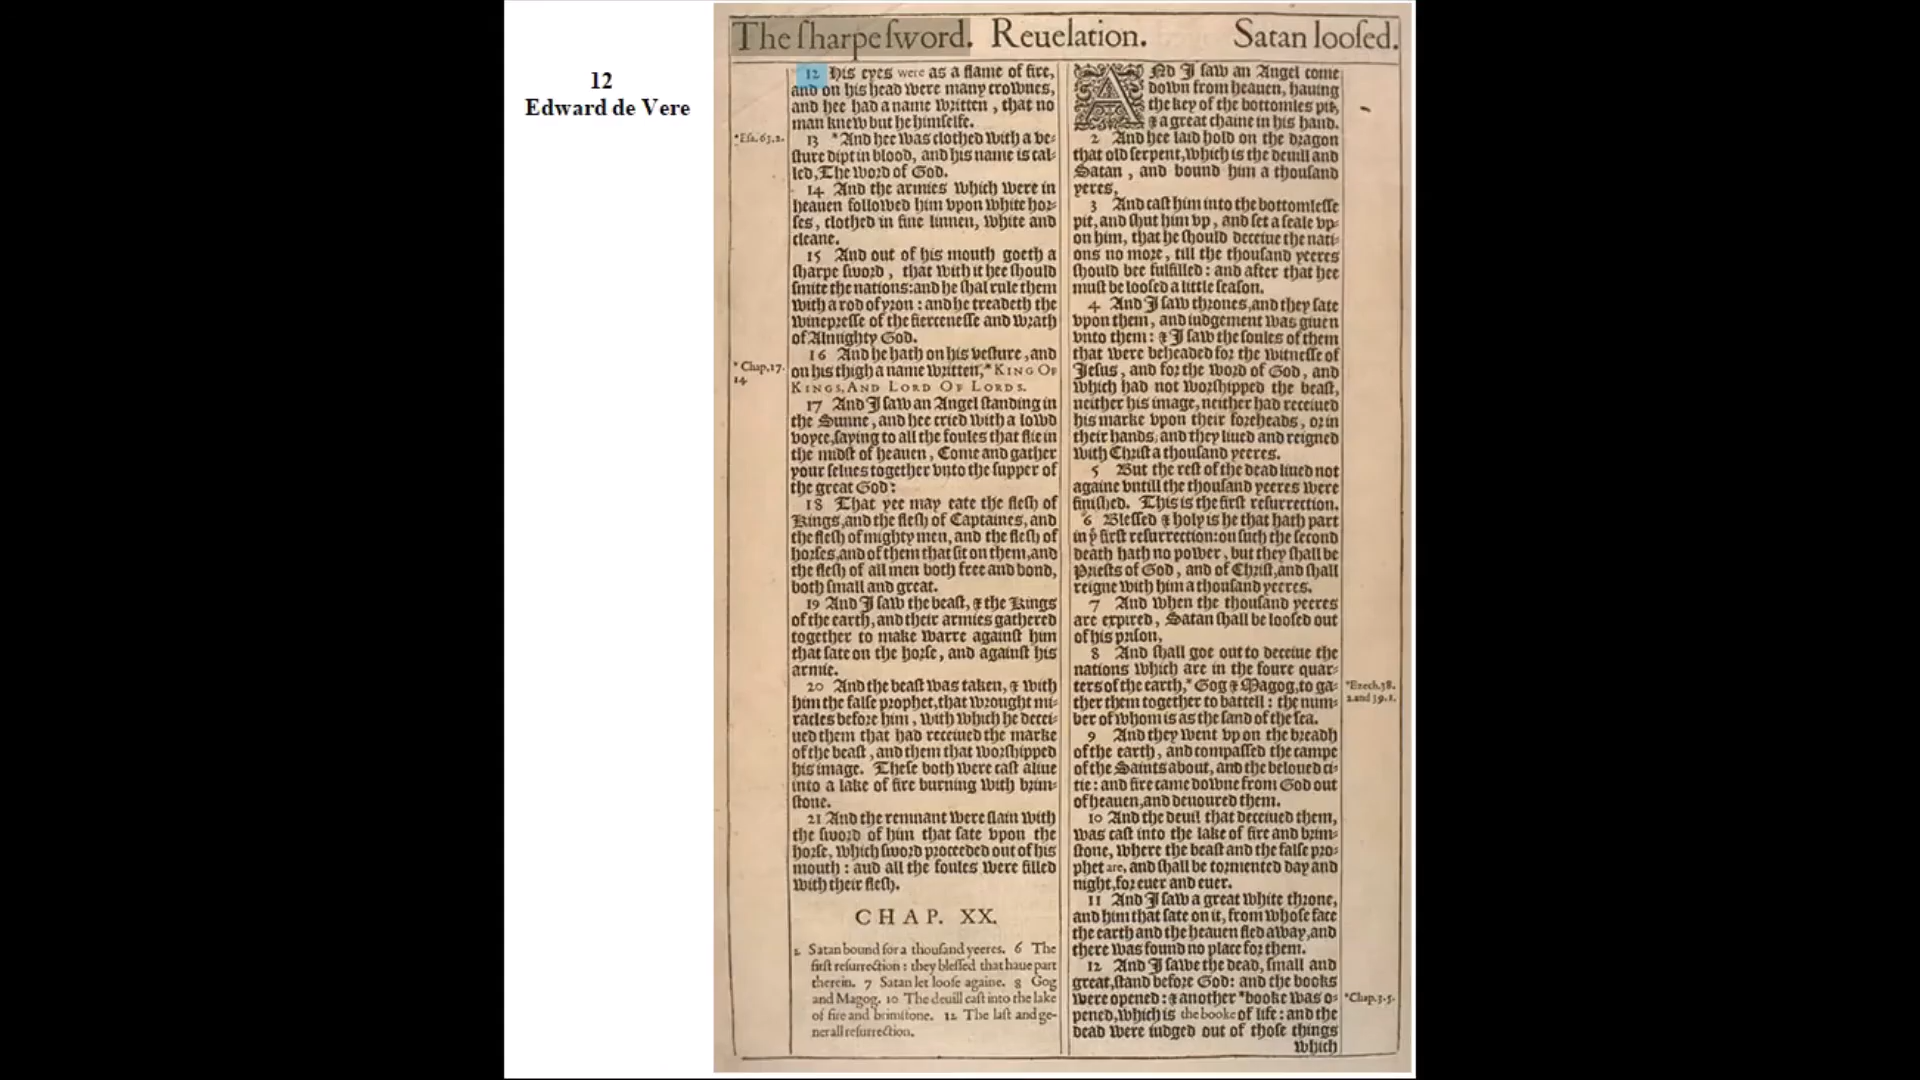 12
Edward de Vere
The ſharpe ſword. Reuelation. Satan looſed.
12 His eyes were as a flame of fire,
and on his head were many crownes,
and hee had a name written, that no
man knew but he himſelfe.
*Eſa. 63. 2. 13 *And hee was clothed with a ve-
ſture dipt in blood, and his name is cal-
led, The word of God.
14 And the armies which were in
heauen followed him vpon white hor-
ſes, clothed in fine linnen, white and
cleane.
15 And out of his mouth goeth a
ſharpe ſword, that with it hee ſhould
ſmite the nations: and he ſhal rule them
with a rod of yron: and he treadeth the
winepreſſe of the fierceneſſe and wrath
of Almighty God.
16 And he hath on his veſture, and
*Chap, 17.
on his thigh a name written, *KING OF
14
KINGS, AND LORD OF LORDS.
17 And I ſaw an Angel ſtanding in
the Sunne, and hee cried with a lowd
voyce, ſaying to all the foules that flie in
the midſt of heauen, Come and gather
your ſelues together vnto the ſupper of
the great God:
18 That yee may eate the fleſh of
Kings, and the fleſh of Captaines, and
the fleſh of mighty men, and the fleſh of
horſes, and of them that ſit on them, and
the fleſh of all men both free and bond,
both ſmall and great.
19 And I ſaw the beaſt, & the Kings
of the earth, and their armies gathered
together to make warre againſt him
that ſate on the horſe, and againſt his
armie.
20 And the beaſt was taken, & with
him the falſe prophet, that wrought mi-
racles before him, with which he decei-
ued them that had receiued the marke
of the beaſt, and them that worſhipped
his image. Theſe both were caſt aliue
into a lake of fire burning with brim-
ſtone.
21 And the remnant were ſlain with
the ſword of him that ſate vpon the
horſe, which ſword proceeded out of his
mouth: and all the foules were filled
with their fleſh.
CHAP. XX.
2 Satan bound for a thouſand yeeres. 6 The
firſt reſurrection: they bleſſed that haue part
therein. 7 Satan let looſe againe. 8 Gog
and Magog. 10 The deuill caſt into the lake
of fire and brimſtone. 12 The laſt and ge-
nerall reſurrection.
ANd I ſaw an Angel come
down from heauen, hauing
the key of the bottomles pit,
& a great chaine in his hand.
2 And hee laid hold on the dragon
that old ſerpent, which is the deuill and
Satan, and bound him a thouſand
yeres,
3 And caſt him into the bottomleſſe
pit, and ſhut him vp, and ſet a ſeale vp-
on him, that he ſhould deceiue the nati-
ons no more, till the thouſand yeeres
ſhould bee fulfilled: and after that hee
muſt be looſed a little ſeaſon.
4 And I ſaw thrones, and they ſate
vpon them, and iudgement was giuen
vnto them: & I ſaw the ſoules of them
that were beheaded for the witneſſe of
Jeſus, and for the word of God, and
which had not worſhipped the beaſt,
neither his image, neither had receiued
his marke vpon their foreheads, or in
their hands; and they liued and reigned
with Chriſt a thouſand yeeres.
5 But the reſt of the dead liued not
againe vntill the thouſand yeeres were
finiſhed. This is the firſt reſurrection.
6 Bleſſed & holy is he that hath part
in yͤ firſt reſurrection: on ſuch the ſecond
death hath no power, but they ſhall be
Prieſts of God, and of Chriſt, and ſhall
reigne with him a thouſand yeeres.
7 And when the thouſand yeeres
are expired, Satan ſhall be looſed out
of his priſon,
8 And ſhall goe out to deceiue the
nations which are in the foure quar-
ters of the earth, *Gog & Magog, to ga- *Ezech. 38.
ther them together to battell: the num- 2. and 39. 1.
ber of whom is as the ſand of the ſea.
9 And they went vp on the breadh
of the earth, and compaſſed the campe
of the Saints about, and the beloued ci-
tie: and fire came downe from God out
of heauen, and deuoured them.
10 And the deuil that deceiued them,
was caſt into the lake of fire and brim-
ſtone, where the beaſt and the falſe pro-
phet are, and ſhall be tormented day and
night, for euer and euer.
11 And I ſaw a great white throne,
and him that ſate on it, from whoſe face
the earth and the heauen fled away, and
there was found no place for them.
12 And I ſawe the dead, ſmall and
great, ſtand before God: and the books
were opened: & another *booke was o- *Chap. 3. 5.
pened, which is the booke of life: and the
dead were iudged out of thoſe things
which